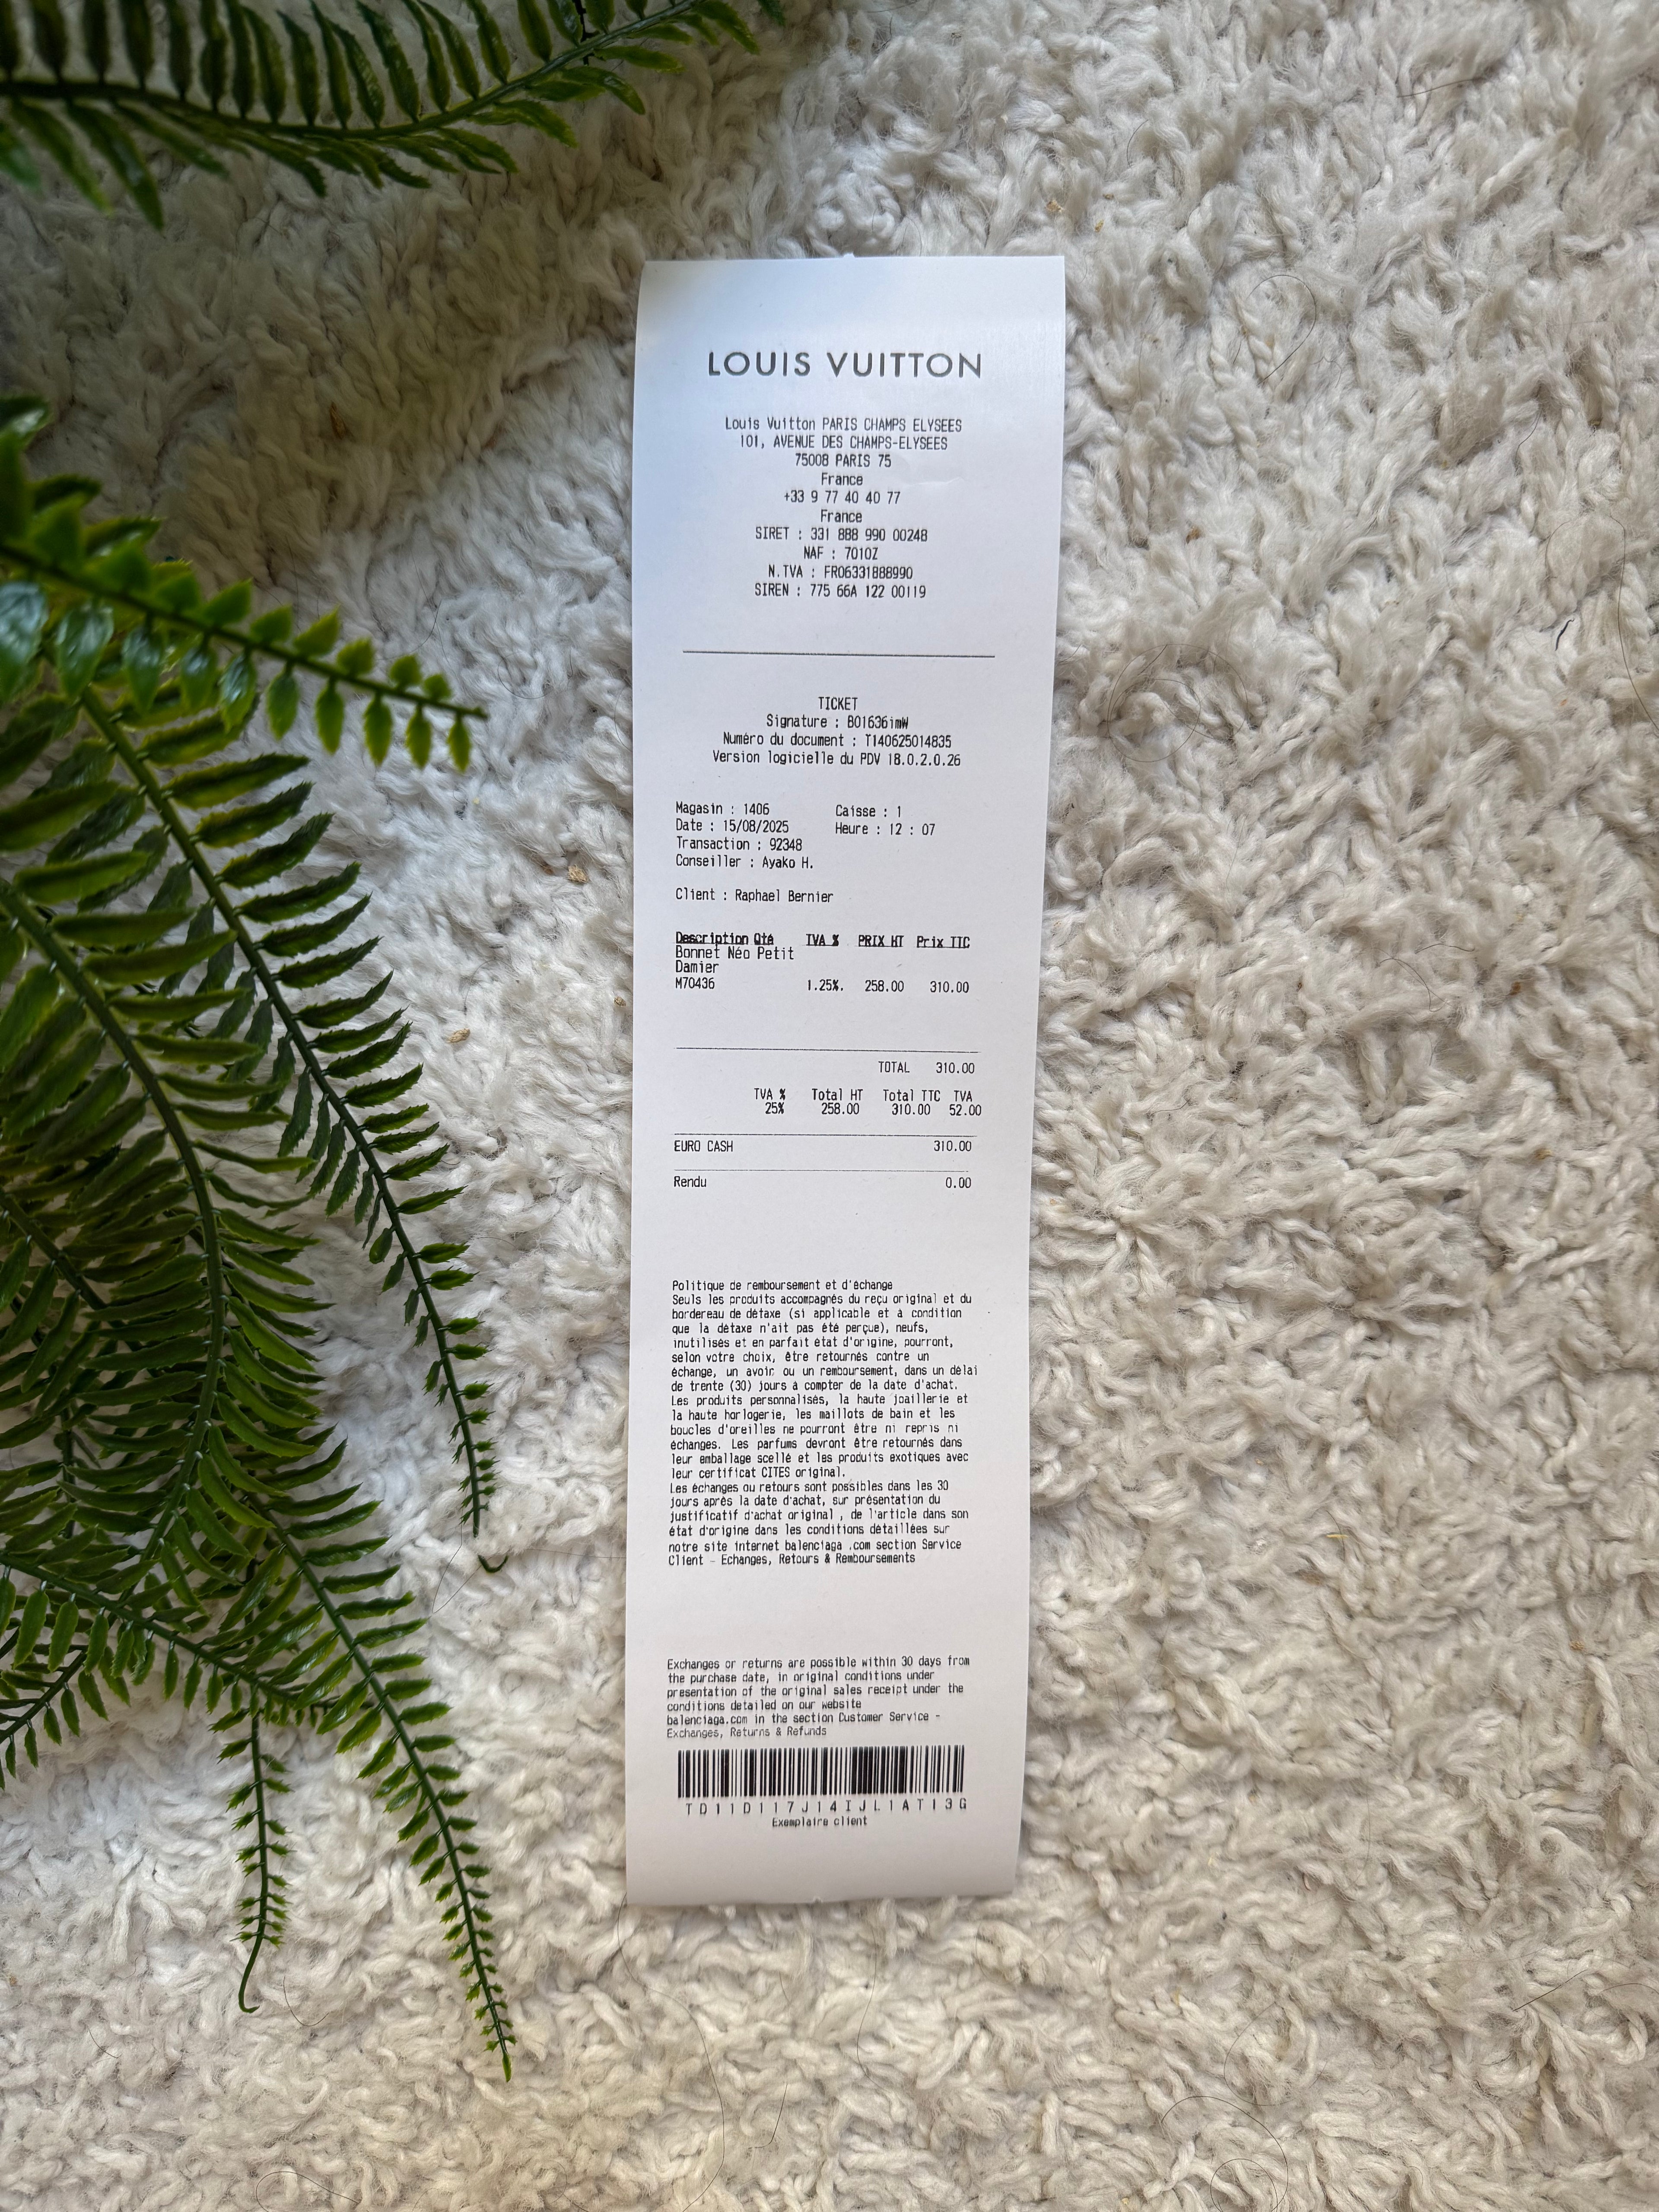 LOUIS VUITTON
Louis Vuitton PARIS CHAMPS ELYSEES
101, AVENUE DES CHAMPS-ELYSEES
75008 PARIS 75
France
+33 9 77 40 40 77
France
SIRET : 331 888 990 00248
NAF : 7010Z
N.TVA : FR06331888990
SIREN : 775 66A 122 00119
TICKET
Signature : B01636imW
Numéro du document : T140625014835
Version logicielle du PDV 18.0.2.0.26
Magasin : 1406 Caisse : 1
Date : 15/08/2025 Heure : 12 : 07
Transaction : 92348
Conseiller : Ayako H.
Client : Raphael Bernier
Description Qté TVA % PRIX HT Prix TTC
Bonnet Néo Petit
Damier
M70436 1.25%. 258.00 310.00
TOTAL 310.00
TVA % Total HT Total TTC TVA
25% 258.00 310.00 52.00
EURO CASH 310.00
Rendu 0.00
Politique de remboursement et d'échange
Seuls les produits accompagnés du reçu original et du
bordereau de détaxe (si applicable et à condition
que la détaxe n'ait pas été perçue), neufs,
inutilisés et en parfait état d'origine, pourront,
selon votre choix, être retournés contre un
échange, un avoir ou un remboursement, dans un délai
de trente (30) jours à compter de la date d'achat.
Les produits personnalisés, la haute joaillerie et
la haute horlogerie, les maillots de bain et les
boucles d'oreilles ne pourront être ni repris ni
échanges. Les parfums devront être retournés dans
leur emballage scellé et les produits exotiques avec
leur certificat CITES original.
Les échanges ou retours sont possibles dans les 30
jours après la date d'achat, sur présentation du
justificatif d'achat original , de l'article dans son
état d'origine dans les conditions détaillées sur
notre site internet balenciaga .com section Service
Client - Echanges, Retours & Remboursements
Exchanges or returns are possible within 30 days from
the purchase date, in original conditions under
presentation of the original sales receipt under the
conditions detailed on our website
balenciaga.com in the section Customer Service -
Exchanges, Returns & Refunds
TD11D117J14IJL1AT13G
Exemplaire client